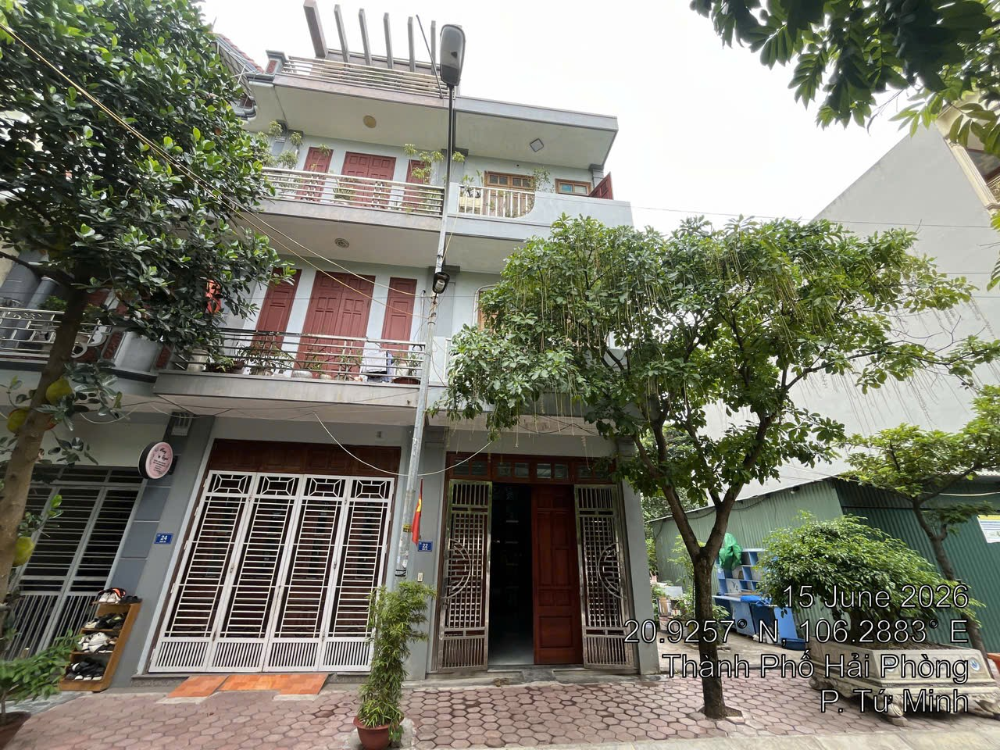 24
22
15 June 2026
20.9257° N, 106.2883° E
Thành Phố Hải Phòng
P. Tứ Minh